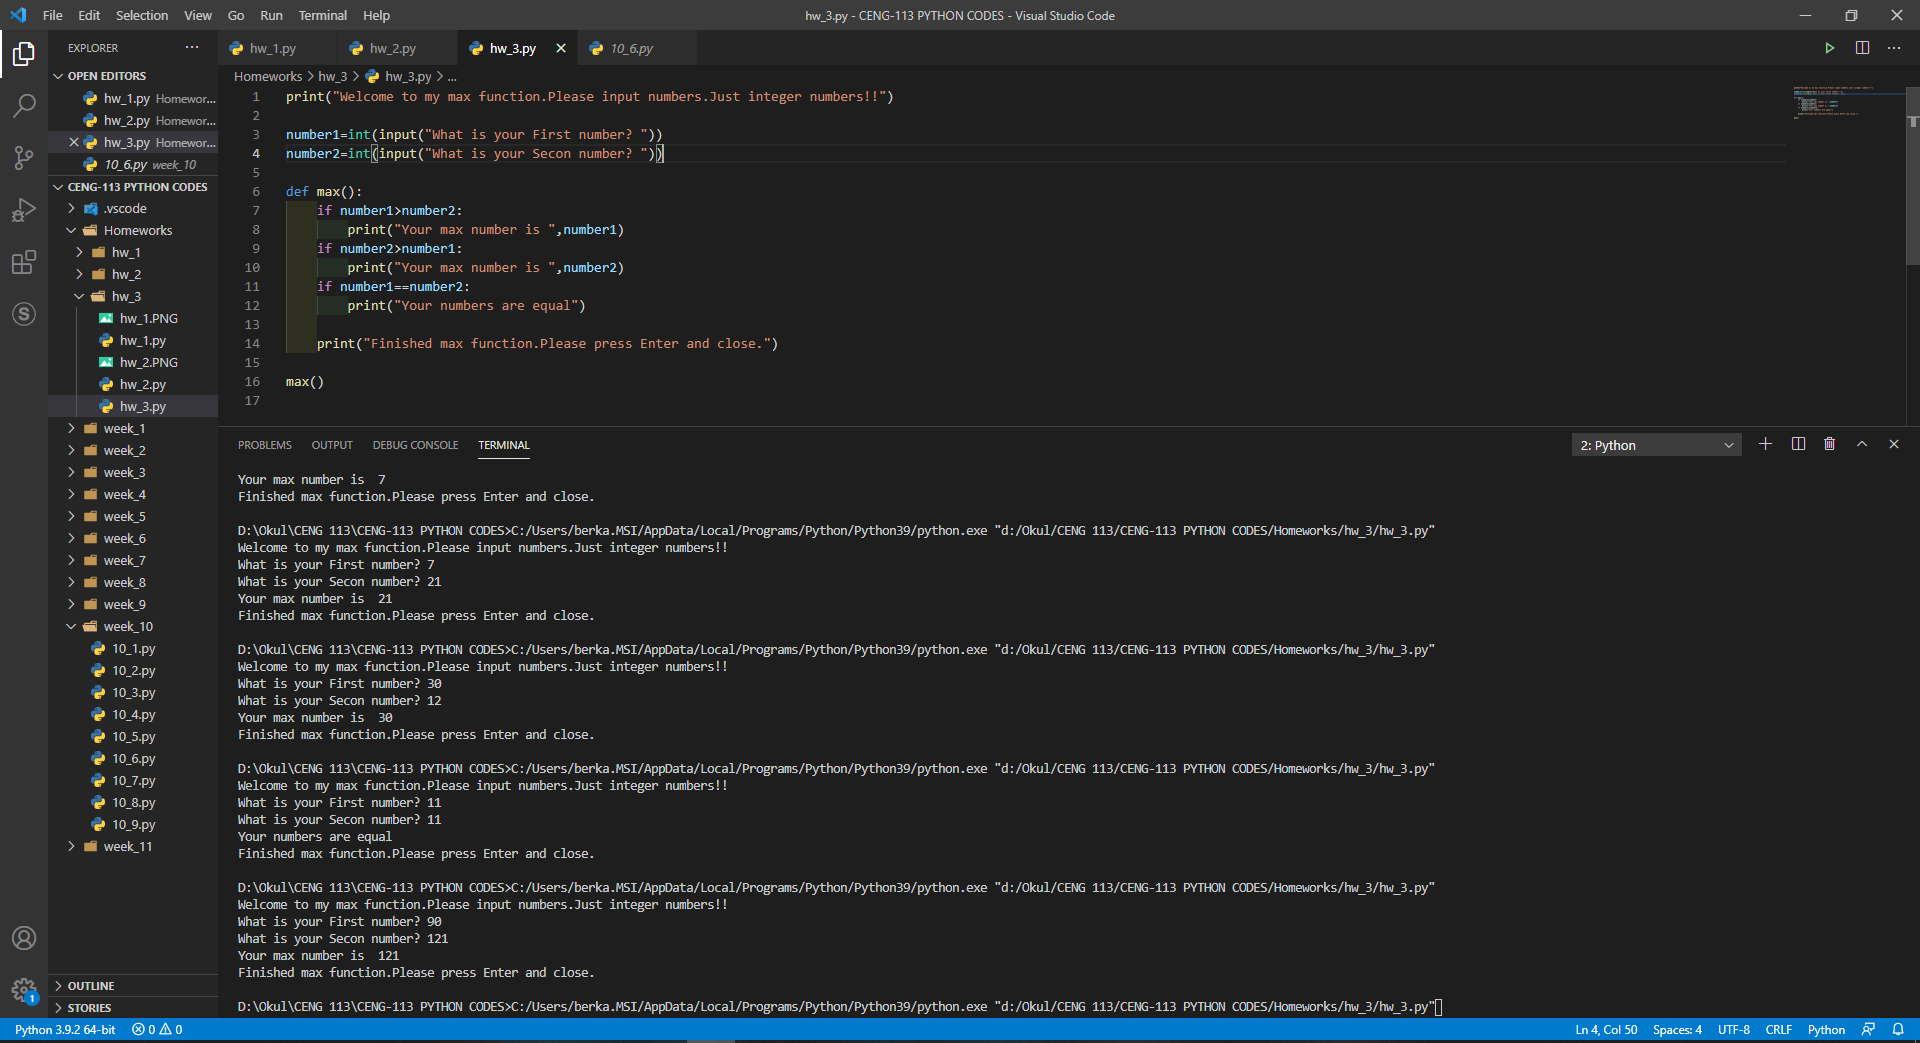 File Edit Selection View Go Run Terminal Help
hw_3.py - CENG-113 PYTHON CODES - Visual Studio Code
EXPLORER
OPEN EDITORS
hw_1.py Homewor...
hw_2.py Homewor...
hw_3.py Homewor...
10_6.py week_10
CENG-113 PYTHON CODES
.vscode
Homeworks
hw_1
hw_2
hw_3
hw_1.PNG
hw_1.py
hw_2.PNG
hw_2.py
hw_3.py
week_1
week_2
week_3
week_4
week_5
week_6
week_7
week_8
week_9
week_10
10_1.py
10_2.py
10_3.py
10_4.py
10_5.py
10_6.py
10_7.py
10_8.py
10_9.py
week_11
OUTLINE
STORIES
hw_1.py hw_2.py hw_3.py 10_6.py
Homeworks > hw_3 > hw_3.py > ...
1 print("Welcome to my max function.Please input numbers.Just integer numbers!!")
2
3 number1=int(input("What is your First number? "))
4 number2=int(input("What is your Secon number? "))
5
6 def max():
7 if number1>number2:
8 print("Your max number is ",number1)
9 if number2>number1:
10 print("Your max number is ",number2)
11 if number1==number2:
12 print("Your numbers are equal")
13
14 print("Finished max function.Please press Enter and close.")
15
16 max()
17
PROBLEMS OUTPUT DEBUG CONSOLE TERMINAL
2: Python
Your max number is  7
Finished max function.Please press Enter and close.
D:\Okul\CENG 113\CENG-113 PYTHON CODES>C:/Users/berka.MSI/AppData/Local/Programs/Python/Python39/python.exe "d:/Okul/CENG 113/CENG-113 PYTHON CODES/Homeworks/hw_3/hw_3.py"
Welcome to my max function.Please input numbers.Just integer numbers!!
What is your First number? 7
What is your Secon number? 21
Your max number is  21
Finished max function.Please press Enter and close.
D:\Okul\CENG 113\CENG-113 PYTHON CODES>C:/Users/berka.MSI/AppData/Local/Programs/Python/Python39/python.exe "d:/Okul/CENG 113/CENG-113 PYTHON CODES/Homeworks/hw_3/hw_3.py"
Welcome to my max function.Please input numbers.Just integer numbers!!
What is your First number? 30
What is your Secon number? 12
Your max number is  30
Finished max function.Please press Enter and close.
D:\Okul\CENG 113\CENG-113 PYTHON CODES>C:/Users/berka.MSI/AppData/Local/Programs/Python/Python39/python.exe "d:/Okul/CENG 113/CENG-113 PYTHON CODES/Homeworks/hw_3/hw_3.py"
Welcome to my max function.Please input numbers.Just integer numbers!!
What is your First number? 11
What is your Secon number? 11
Your numbers are equal
Finished max function.Please press Enter and close.
D:\Okul\CENG 113\CENG-113 PYTHON CODES>C:/Users/berka.MSI/AppData/Local/Programs/Python/Python39/python.exe "d:/Okul/CENG 113/CENG-113 PYTHON CODES/Homeworks/hw_3/hw_3.py"
Welcome to my max function.Please input numbers.Just integer numbers!!
What is your First number? 90
What is your Secon number? 121
Your max number is  121
Finished max function.Please press Enter and close.
D:\Okul\CENG 113\CENG-113 PYTHON CODES>C:/Users/berka.MSI/AppData/Local/Programs/Python/Python39/python.exe "d:/Okul/CENG 113/CENG-113 PYTHON CODES/Homeworks/hw_3/hw_3.py"
1
Python 3.9.2 64-bit 0 0 Ln 4, Col 50 Spaces: 4 UTF-8 CRLF Python